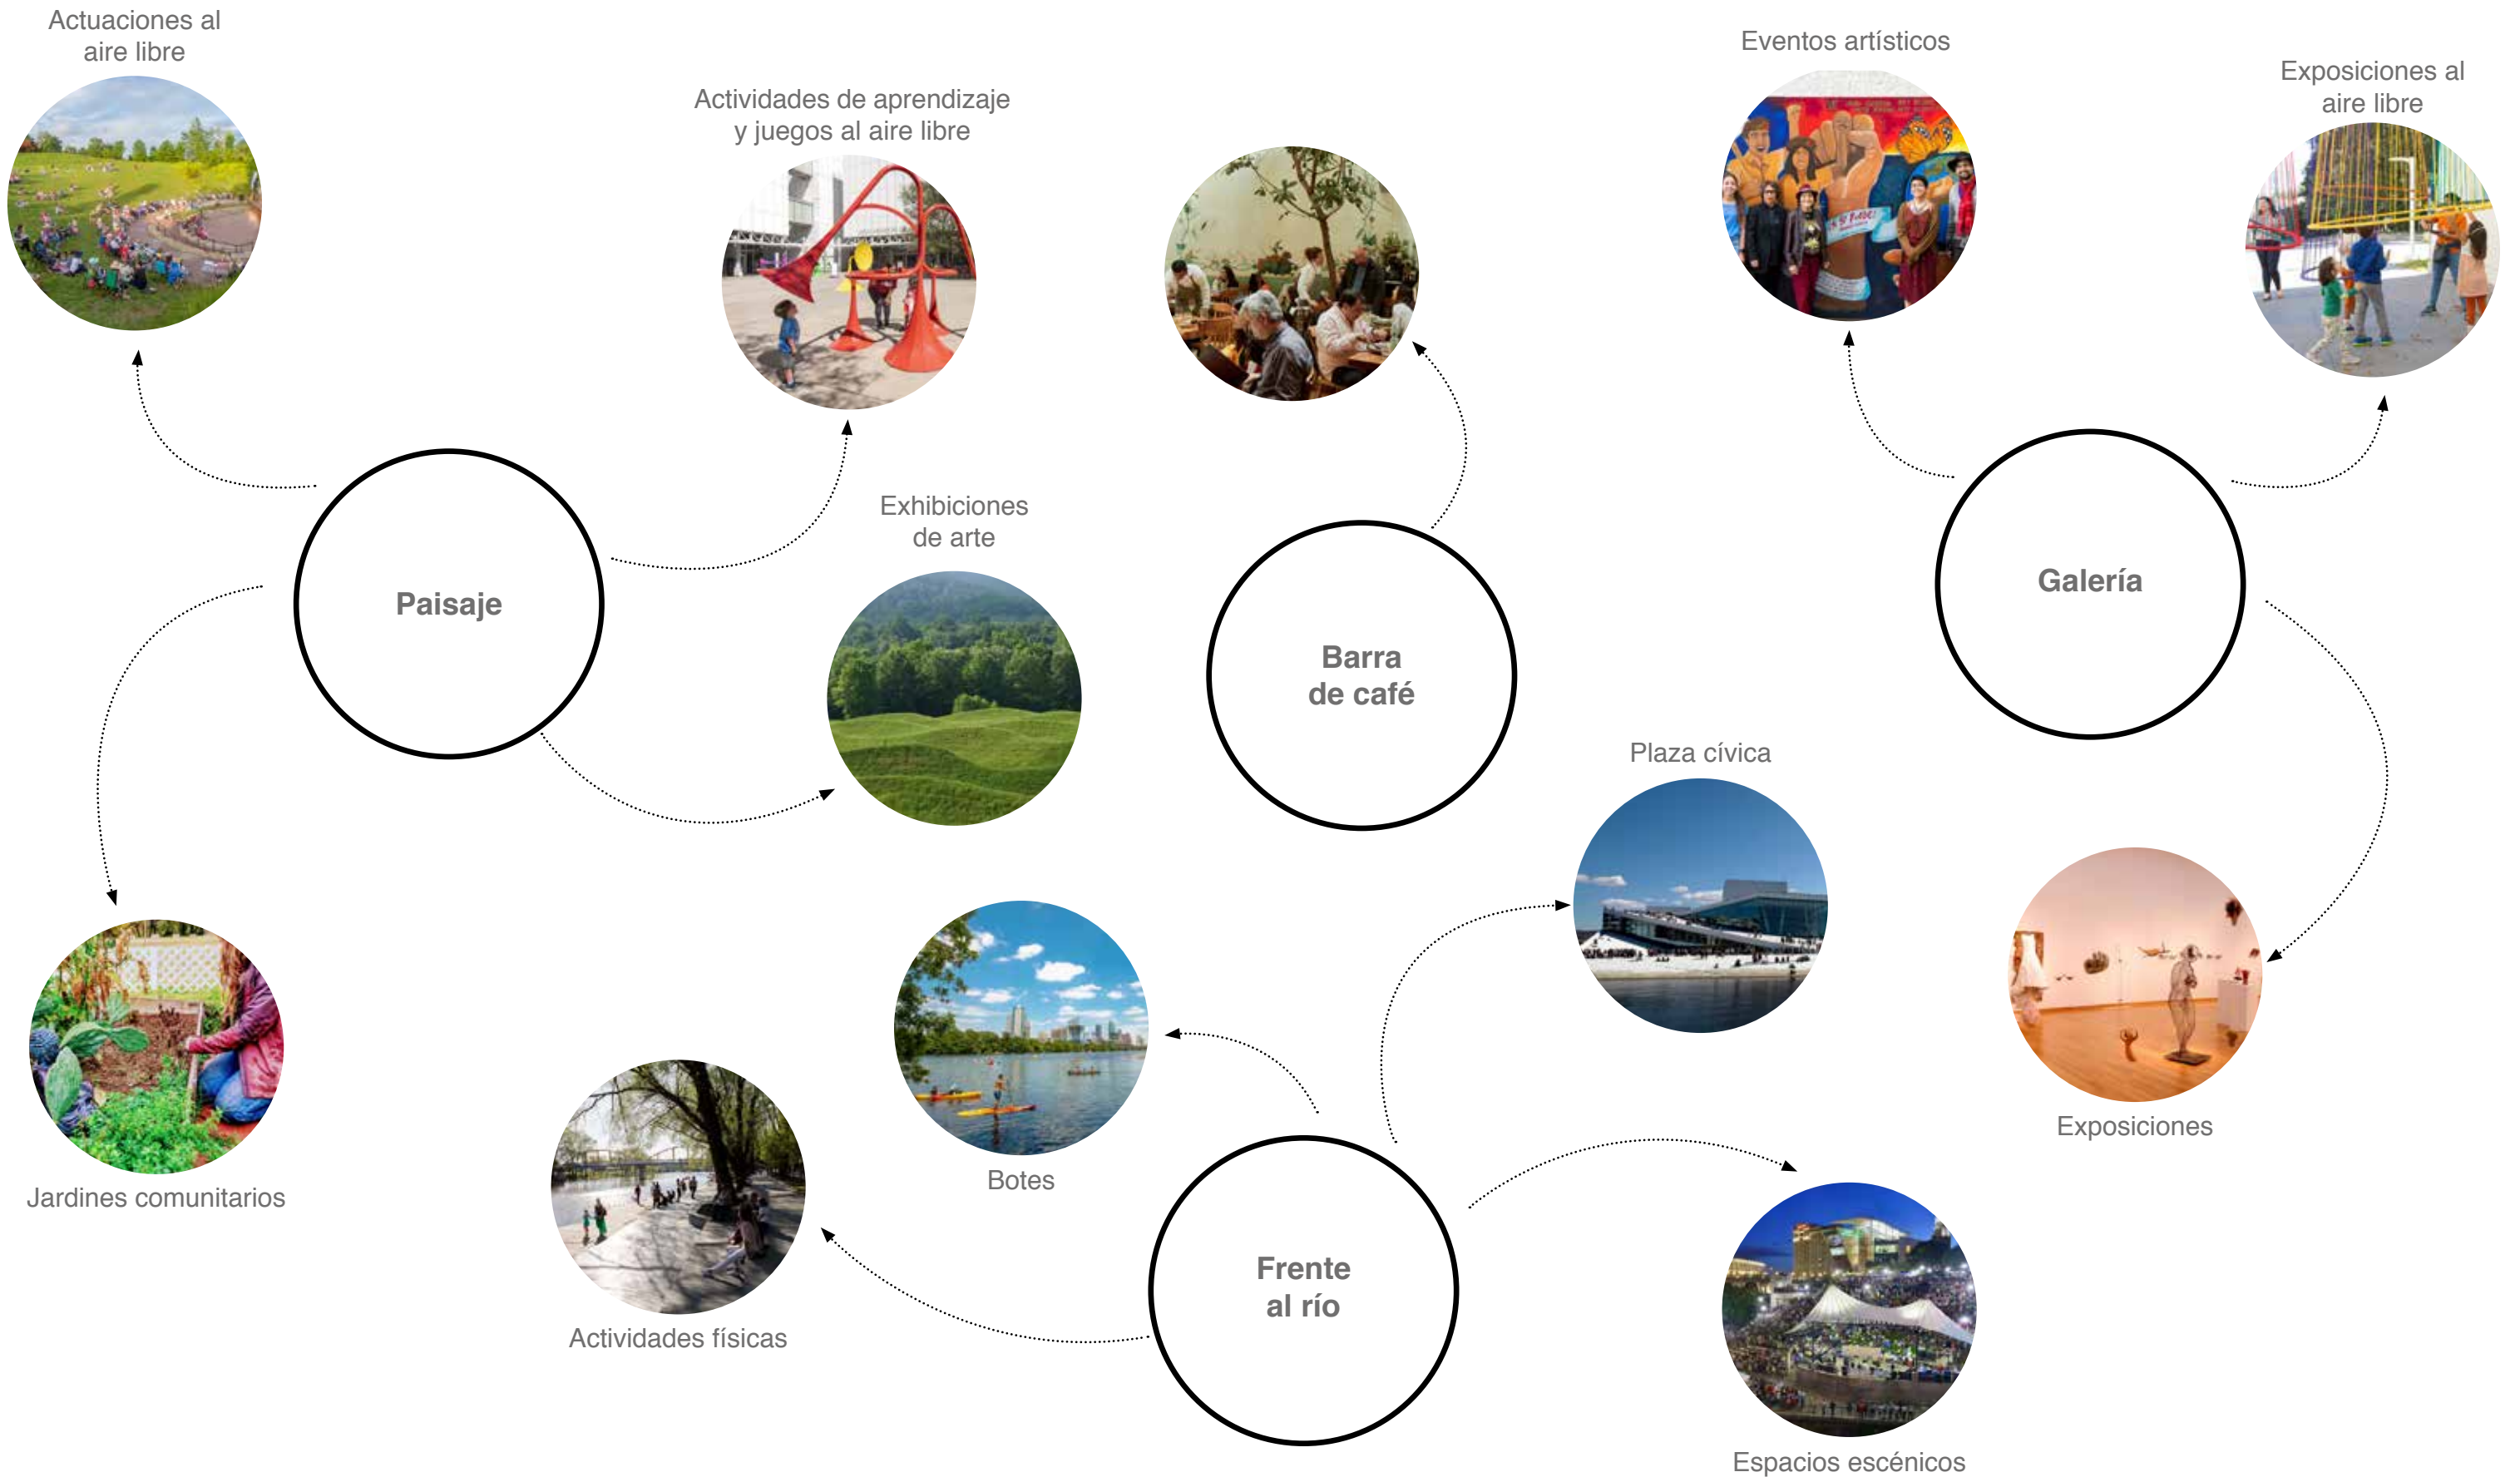 Actuaciones al
aire libre
Actividades de aprendizaje
y juegos al aire libre
Eventos artísticos
Exposiciones al
aire libre
Exhibiciones
de arte
Paisaje
Barra
de café
Galería
Plaza cívica
Jardines comunitarios
Botes
Exposiciones
Actividades físicas
Frente
al río
Espacios escénicos